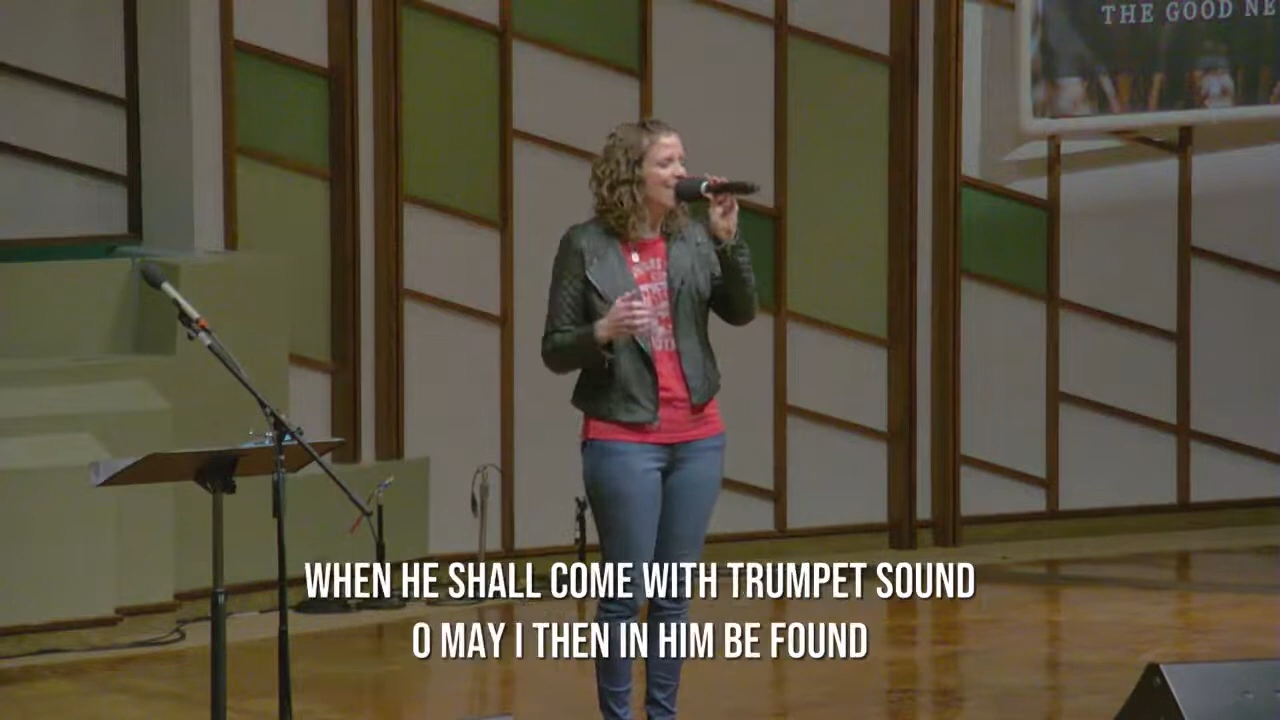 THE GOOD NE
WHEN HE SHALL COME WITH TRUMPET SOUND
O MAY I THEN IN HIM BE FOUND